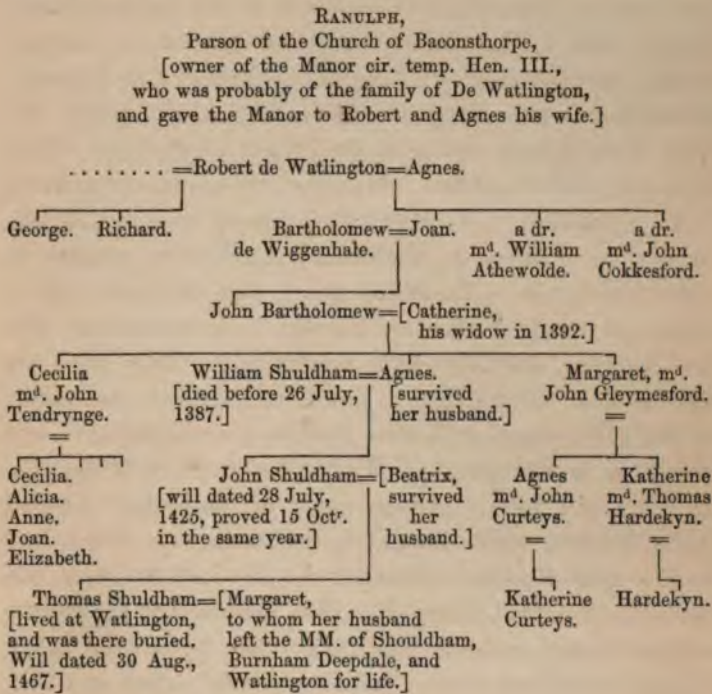 RANULPH,
Parson of the Church of Baconsthorpe,
[owner of the Manor cir. temp. Hen. III.,
who was probably of the family of De Watlington,
and gave the Manor to Robert and Agnes his wife.]
. . . . . . . . =Robert de Watlington=Agnes.
George. Richard.
Bartholomew=Joan.
de Wiggenhale.
a dr.
md. William
Athewolde.
a dr.
md. John
Cokkesford.
John Bartholomew=[Catherine,
his widow in 1392.]
Cecilia
md. John
Tendrynge.
=
William Shuldham=Agnes.
[died before 26 July,
1387.]
[survived
her husband.]
Margaret, md.
John Gleymesford.
=
Cecilia.
Alicia.
Anne.
Joan.
Elizabeth.
John Shuldham=[Beatrix,
[will dated 28 July,
1425, proved 15 Octr.
in the same year.]
survived
her
husband.]
Agnes
md. John
Curteys.
=
Katherine
md. Thomas
Hardekyn.
=
Thomas Shuldham=[Margaret,
[lived at Watlington,
and was there buried.
Will dated 30 Aug.,
1467.]
to whom her husband
left the MM. of Shouldham,
Burnham Deepdale, and
Watlington for life.]
Katherine
Curteys.
Hardekyn.